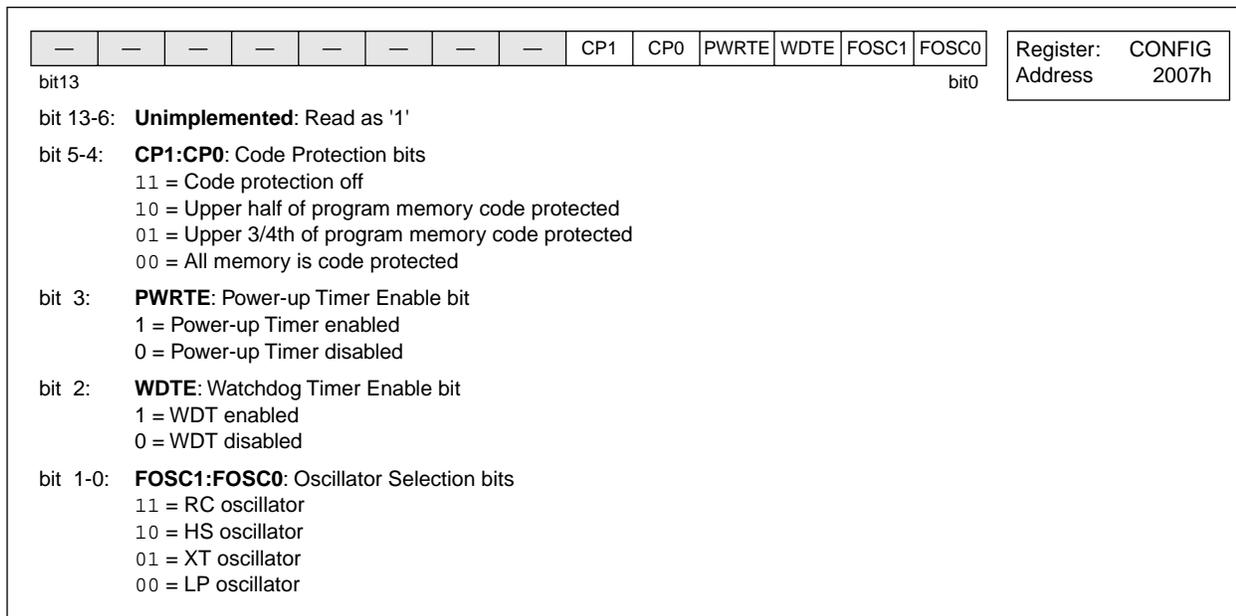 — — — — — — — — CP1 CP0 PWRTE WDTE FOSC1 FOSC0
bit13 bit0
Register: CONFIG
Address 2007h
bit 13-6: Unimplemented: Read as '1'
bit 5-4: CP1:CP0: Code Protection bits
11 = Code protection off
10 = Upper half of program memory code protected
01 = Upper 3/4th of program memory code protected
00 = All memory is code protected
bit 3: PWRTE: Power-up Timer Enable bit
1 = Power-up Timer enabled
0 = Power-up Timer disabled
bit 2: WDTE: Watchdog Timer Enable bit
1 = WDT enabled
0 = WDT disabled
bit 1-0: FOSC1:FOSC0: Oscillator Selection bits
11 = RC oscillator
10 = HS oscillator
01 = XT oscillator
00 = LP oscillator